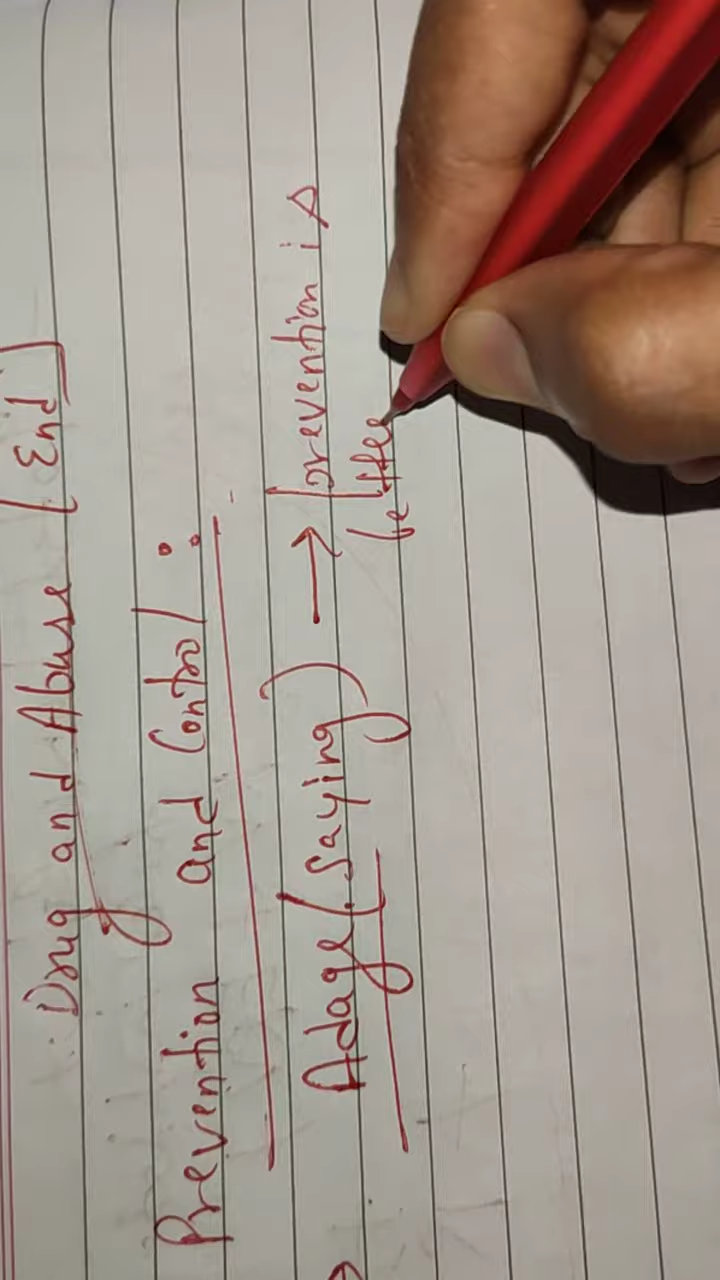 Drug and Abuse [End]
Prevention and Control :
Adage (saying) → Prevention is
better